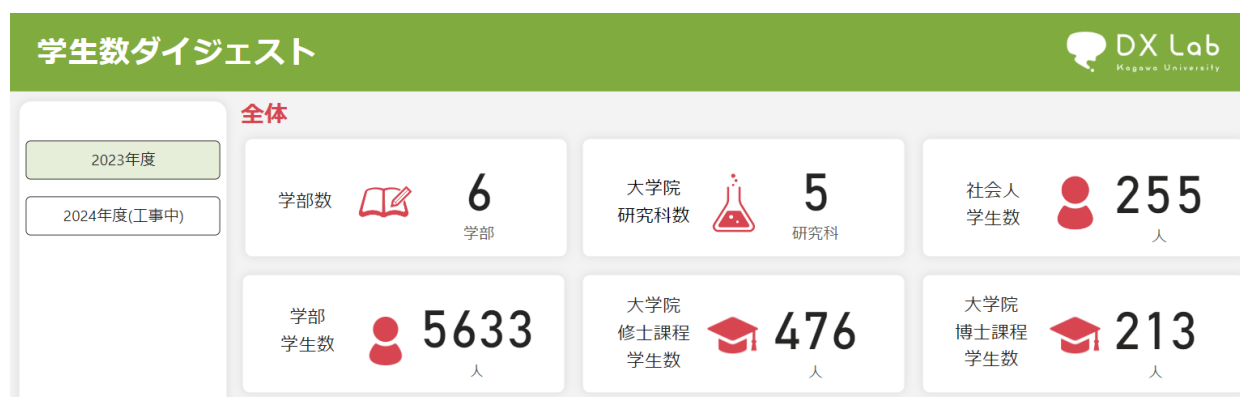 学生数ダイジェスト
DX Lab
Kagawa University
2023年度
2024年度(工事中)
全体
学部数
6
学部
大学院
研究科数
5
研究科
社会人
学生数
255
人
学部
学生数
5633
人
大学院
修士課程
学生数
476
人
大学院
博士課程
学生数
213
人